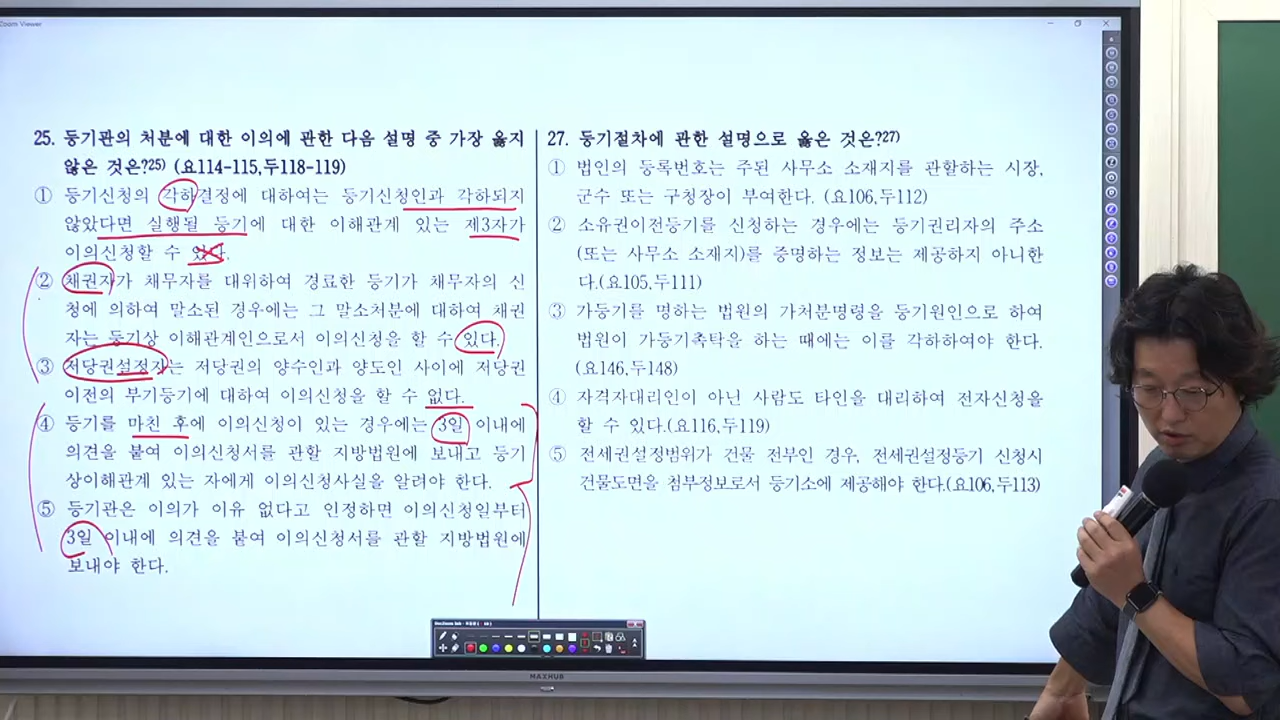 Zoom Viewer
25. 등기관의 처분에 대한 이의에 관한 다음 설명 중 가장 옳지
않은 것은?25) (요114-115,두118-119)
① 등기신청의 각하결정에 대하여는 등기신청인과 각하되지
않았다면 실행될 등기에 대한 이해관계 있는 제3자가
이의신청할 수 있다.
② 채권자가 채무자를 대위하여 경료한 등기가 채무자의 신
청에 의하여 말소된 경우에는 그 말소처분에 대하여 채권
자는 등기상 이해관계인으로서 이의신청을 할 수 있다.
③ 저당권설정자는 저당권의 양수인과 양도인 사이에 저당권
이전의 부기등기에 대하여 이의신청을 할 수 없다.
④ 등기를 마친 후에 이의신청이 있는 경우에는 3일 이내에
의견을 붙여 이의신청서를 관할 지방법원에 보내고 등기
상이해관계 있는 자에게 이의신청사실을 알려야 한다.
⑤ 등기관은 이의가 이유 없다고 인정하면 이의신청일부터
3일 이내에 의견을 붙여 이의신청서를 관할 지방법원에
보내야 한다.
27. 등기절차에 관한 설명으로 옳은 것은?27)
① 법인의 등록번호는 주된 사무소 소재지를 관할하는 시장,
군수 또는 구청장이 부여한다. (요106,두112)
② 소유권이전등기를 신청하는 경우에는 등기권리자의 주소
(또는 사무소 소재지)를 증명하는 정보는 제공하지 아니한
다.(요105,두111)
③ 가등기를 명하는 법원의 가처분명령을 등기원인으로 하여
법원이 가등기촉탁을 하는 때에는 이를 각하하여야 한다.
(요146,두148)
④ 자격자대리인이 아닌 사람도 타인을 대리하여 전자신청을
할 수 있다.(요116,두119)
⑤ 전세권설정범위가 건물 전부인 경우, 전세권설정등기 신청시
건물도면을 첨부정보로서 등기소에 제공해야 한다.(요106,두113)
MAXHUB